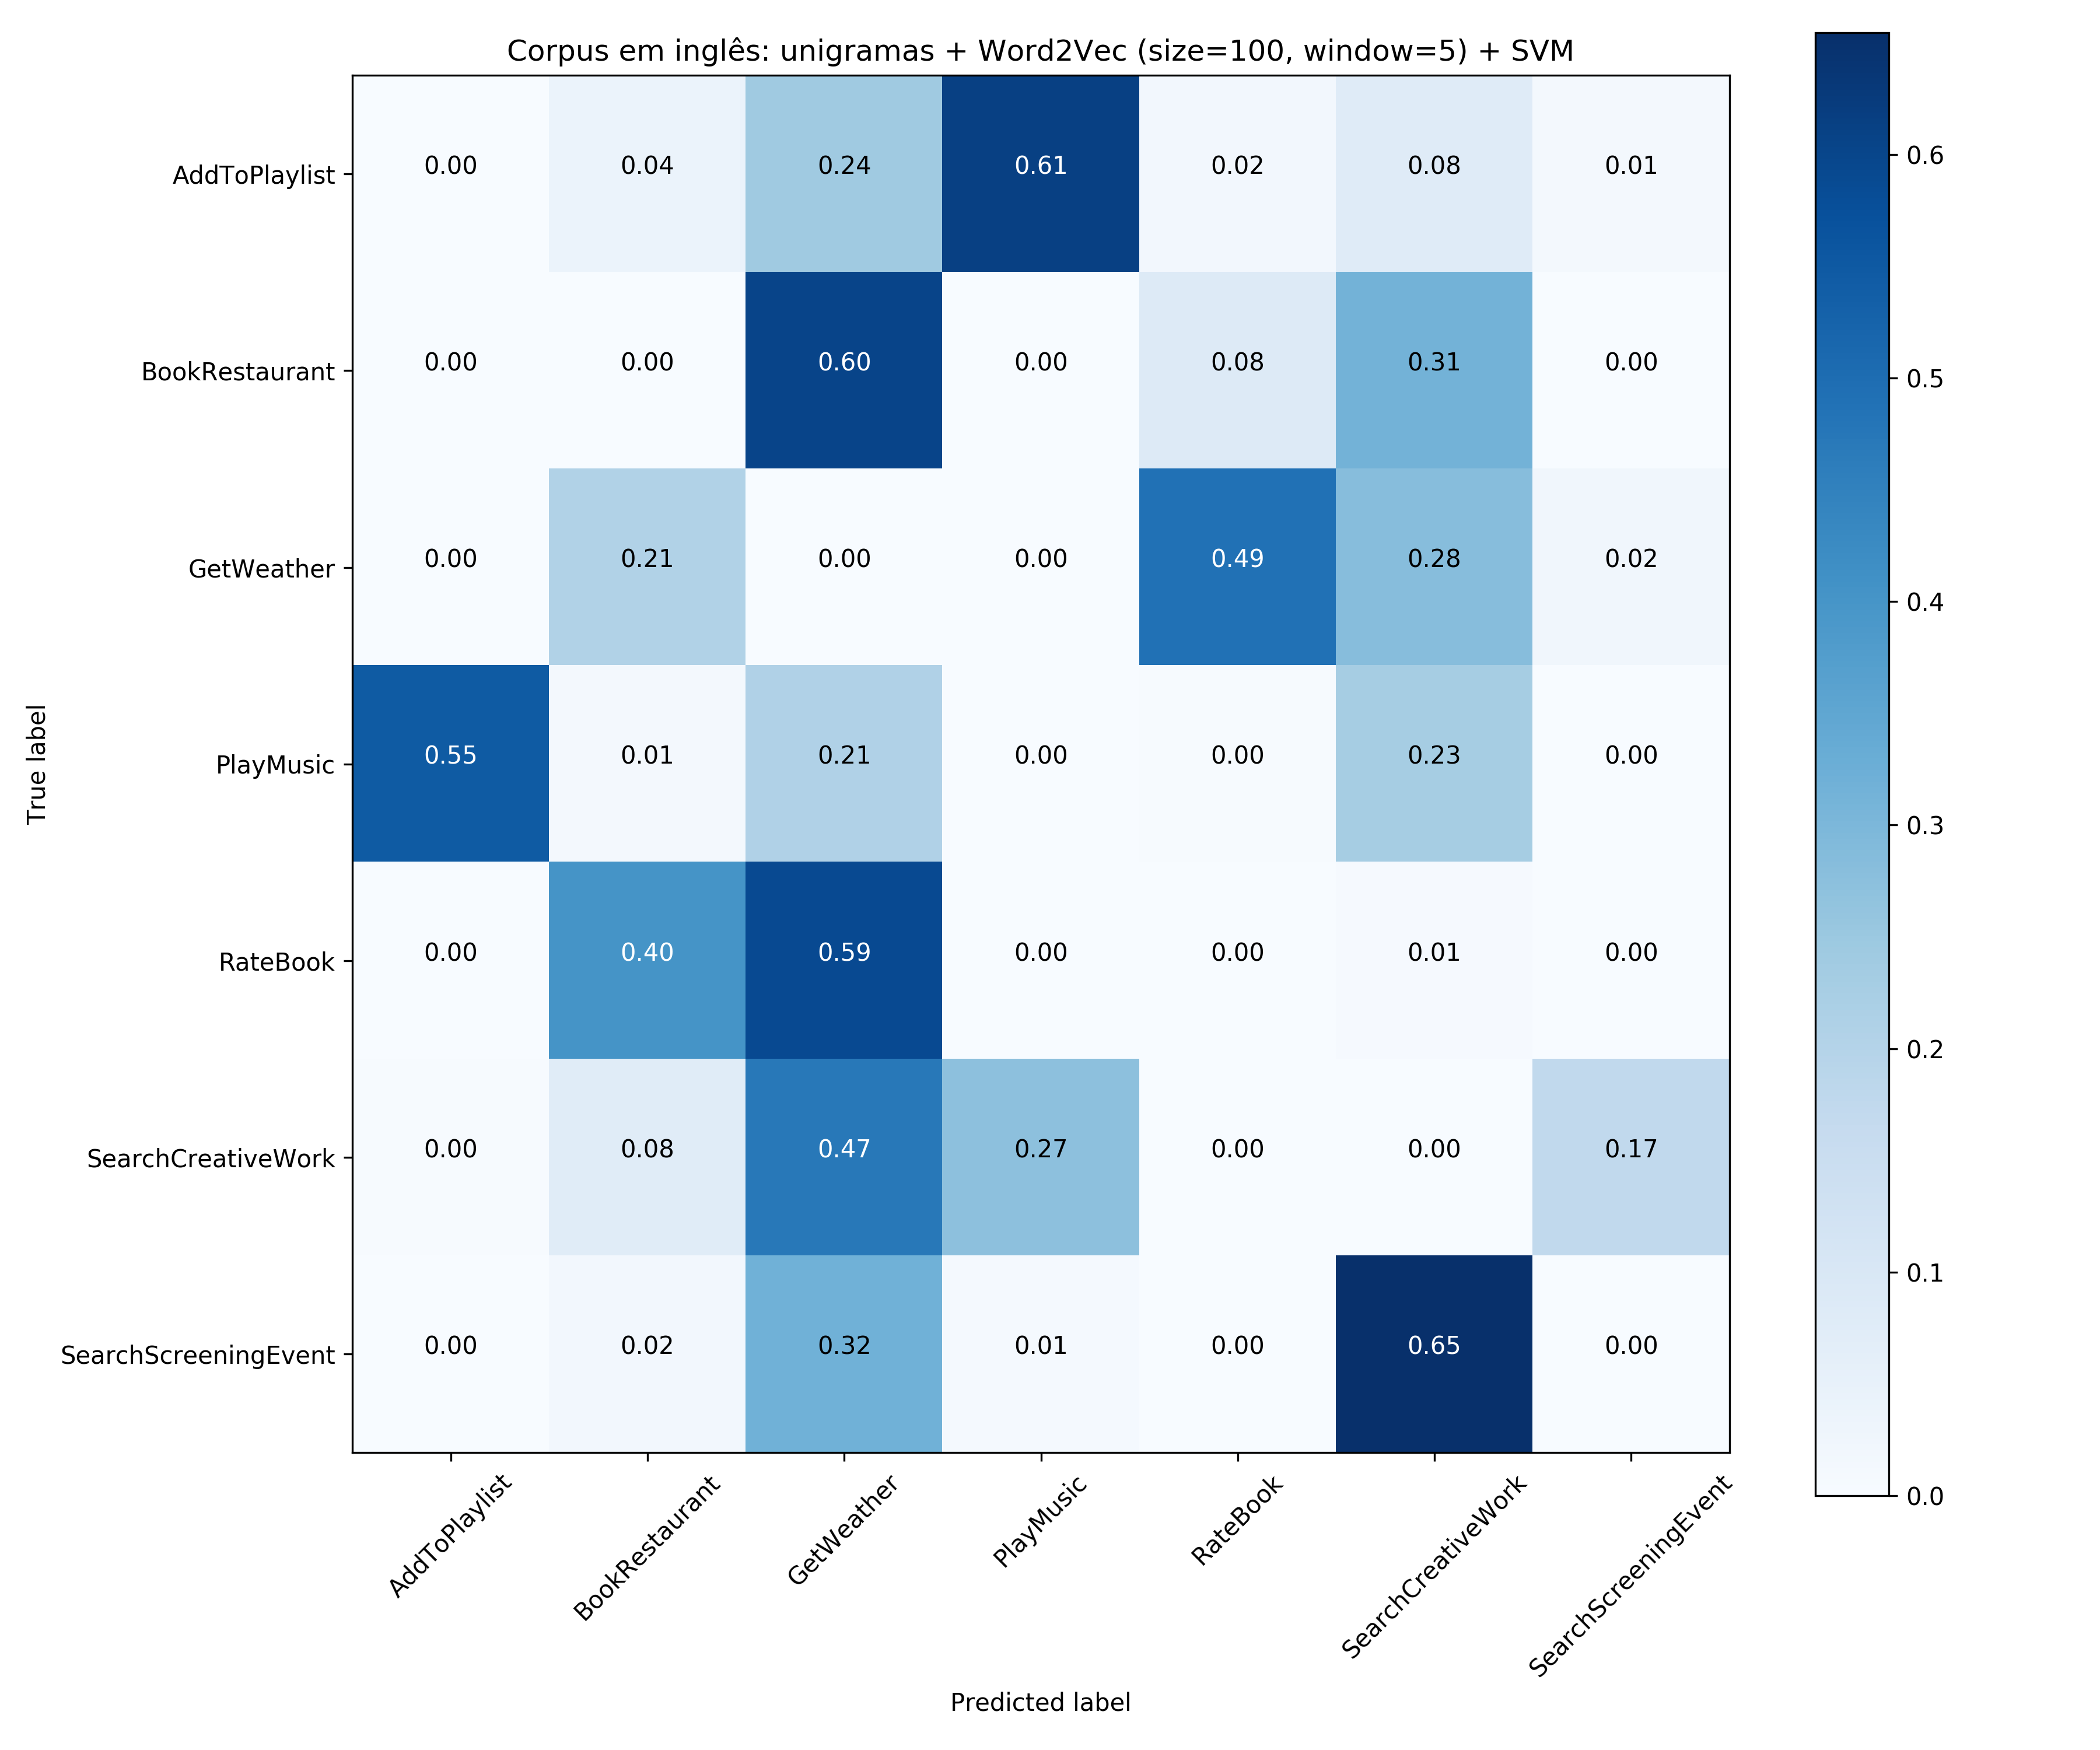 Corpus em inglês: unigramas + Word2Vec (size=100, window=5) + SVM
True label
AddToPlaylist 0.00 0.04 0.24 0.61 0.02 0.08 0.01
BookRestaurant 0.00 0.00 0.60 0.00 0.08 0.31 0.00
GetWeather 0.00 0.21 0.00 0.00 0.49 0.28 0.02
PlayMusic 0.55 0.01 0.21 0.00 0.00 0.23 0.00
RateBook 0.00 0.40 0.59 0.00 0.00 0.01 0.00
SearchCreativeWork 0.00 0.08 0.47 0.27 0.00 0.00 0.17
SearchScreeningEvent 0.00 0.02 0.32 0.01 0.00 0.65 0.00
AddToPlaylist
BookRestaurant
GetWeather
PlayMusic
RateBook
SearchCreativeWork
SearchScreeningEvent
Predicted label
0.6
0.5
0.4
0.3
0.2
0.1
0.0